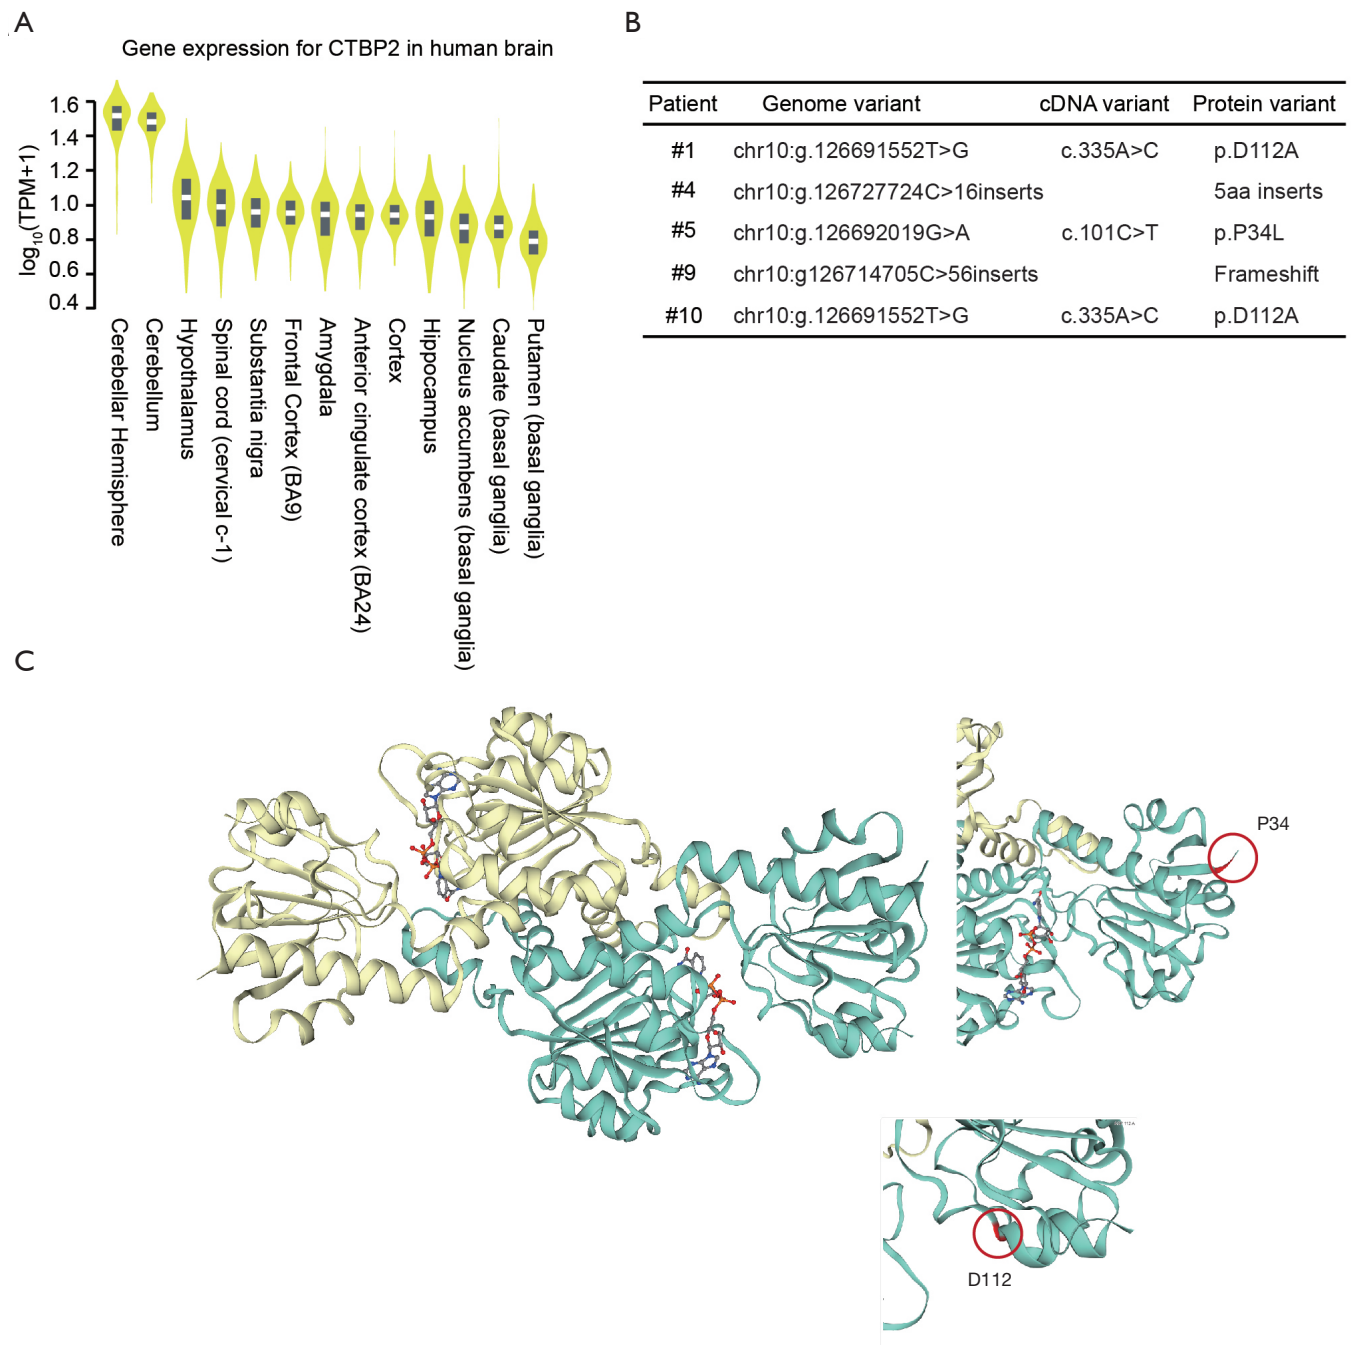 A
Gene expression for CTBP2 in human brain
log10(TPM+1)
1.6
1.4
1.2
1.0
0.8
0.6
0.4
Cerebellar Hemisphere
Cerebellum
Hypothalamus
Spinal cord (cervical c-1)
Substantia nigra
Frontal Cortex (BA9)
Amygdala
Anterior cingulate cortex (BA24)
Cortex
Hippocampus
Nucleus accumbens (basal ganglia)
Caudate (basal ganglia)
Putamen (basal ganglia)
B
Patient Genome variant cDNA variant Protein variant
#1 chr10:g.126691552T>G c.335A>C p.D112A
#4 chr10:g.126727724C>16inserts 5aa inserts
#5 chr10:g.126692019G>A c.101C>T p.P34L
#9 chr10:g126714705C>56inserts Frameshift
#10 chr10:g.126691552T>G c.335A>C p.D112A
C
P34
D112